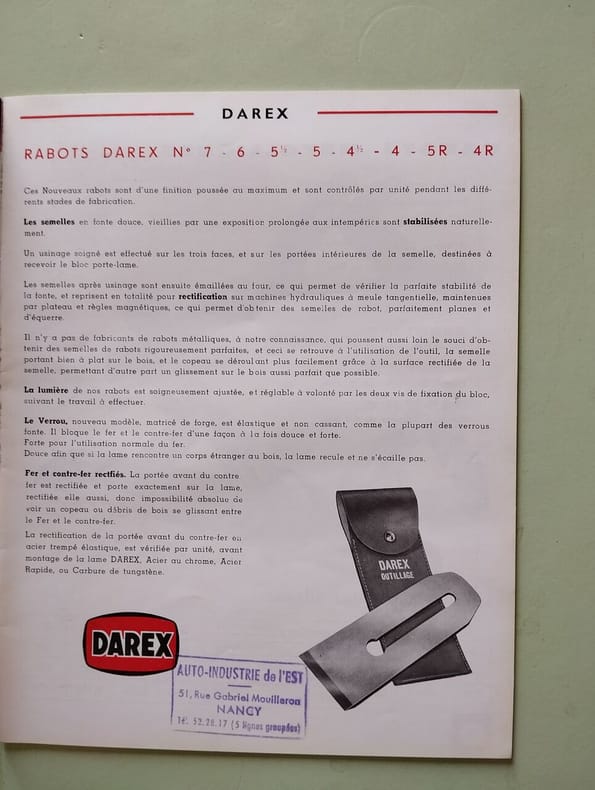 DAREX
RABOTS DAREX N° 7 - 6 - 5½ - 5 - 4½ - 4 - 5R - 4R
Ces Nouveaux rabots sont d'une finition poussée au maximum et sont contrôlés par unité pendant les diffé-
rents stades de fabrication.
Les semelles en fonte douce, vieillies par une exposition prolongée aux intempéries sont stabilisées naturelle-
ment.
Un usinage soigné est effectué sur les trois faces, et sur les portées intérieures de la semelle, destinées à
recevoir le bloc porte-lame.
Les semelles après usinage sont ensuite émaillées au four, ce qui permet de vérifier la parfaite stabilité de
la fonte, et reprisent en totalité pour rectification sur machines hydrauliques à meule tangentielle, maintenues
par plateau et règles magnétiques, ce qui permet d'obtenir des semelles de rabot, parfaitement planes et
d'équerre.
Il n'y a pas de fabricants de rabots métalliques, à notre connaissance, qui poussent aussi loin le souci d'ob-
tenir des semelles de rabots rigoureusement parfaites, et ceci se retrouve à l'utilisation de l'outil, la semelle
portant bien à plat sur le bois, et le copeau se déroulant plus facilement grâce à la surface rectifiée de la
semelle, permettant d'autre part un glissement sur le bois aussi parfait que possible.
La lumière de nos rabots est soigneusement ajustée, et réglable à volonté par les deux vis de fixation du bloc,
suivant le travail à effectuer.
Le Verrou, nouveau modèle, matricé de forge, est élastique et non cassant, comme la plupart des verrous
fonte. Il bloque le fer et le contre-fer d'une façon à la fois douce et forte.
Forte pour l'utilisation normale du fer.
Douce afin que si la lame rencontre un corps étranger au bois, la lame recule et ne s'écaille pas.
Fer et contre-fer rectfiés. La portée avant du contre
fer est rectifiée et porte exactement sur la lame,
rectifiée elle aussi, donc impossibilité absolue de
voir un copeau ou débris de bois se glissant entre
le Fer et le contre-fer.
La rectification de la portée avant du contre-fer en
acier trempé élastique, est vérifiée par unité, avant
montage de la lame DAREX, Acier au chrome, Acier
Rapide, ou Carbure de tungstène.
DAREX
OUTILLAGE
DAREX
AUTO-INDUSTRIE de l'EST
51, Rue Gabriel Mouilleron
NANCY
Tél. 52.28.17 (5 lignes groupées)